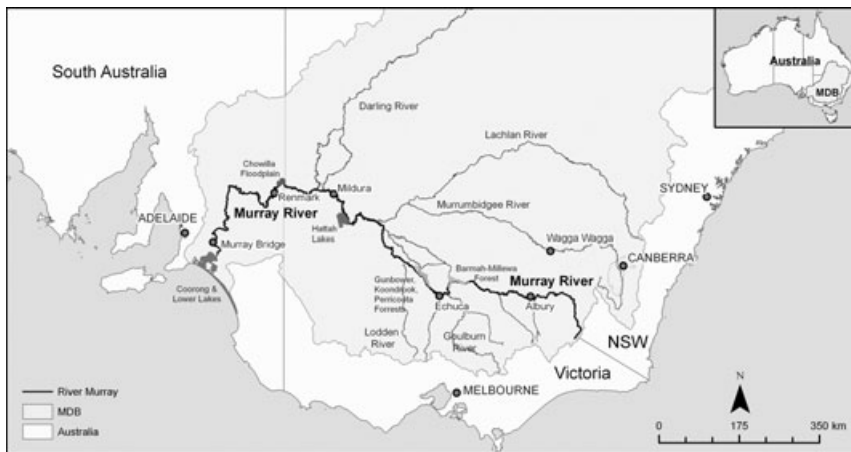 South Australia
Australia
MDB
Darling River
Lachlan River
Chowilla
Floodplain
Mildura
Renmark
SYDNEY
Murrumbidgee River
ADELAIDE
Murray River
Hattah
Lakes
Wagga Wagga
Murray Bridge
CANBERRA
Barmah-Millewa
Forest
Murray River
Gunbower,
Koondrook,
Perricoota
Forrests
Coorong &
Lower Lakes
Echuca
Albury
Lodden
River
Goulburn
River
NSW
Victoria
N
River Murray
MDB
Australia
MELBOURNE
0 175 350 km